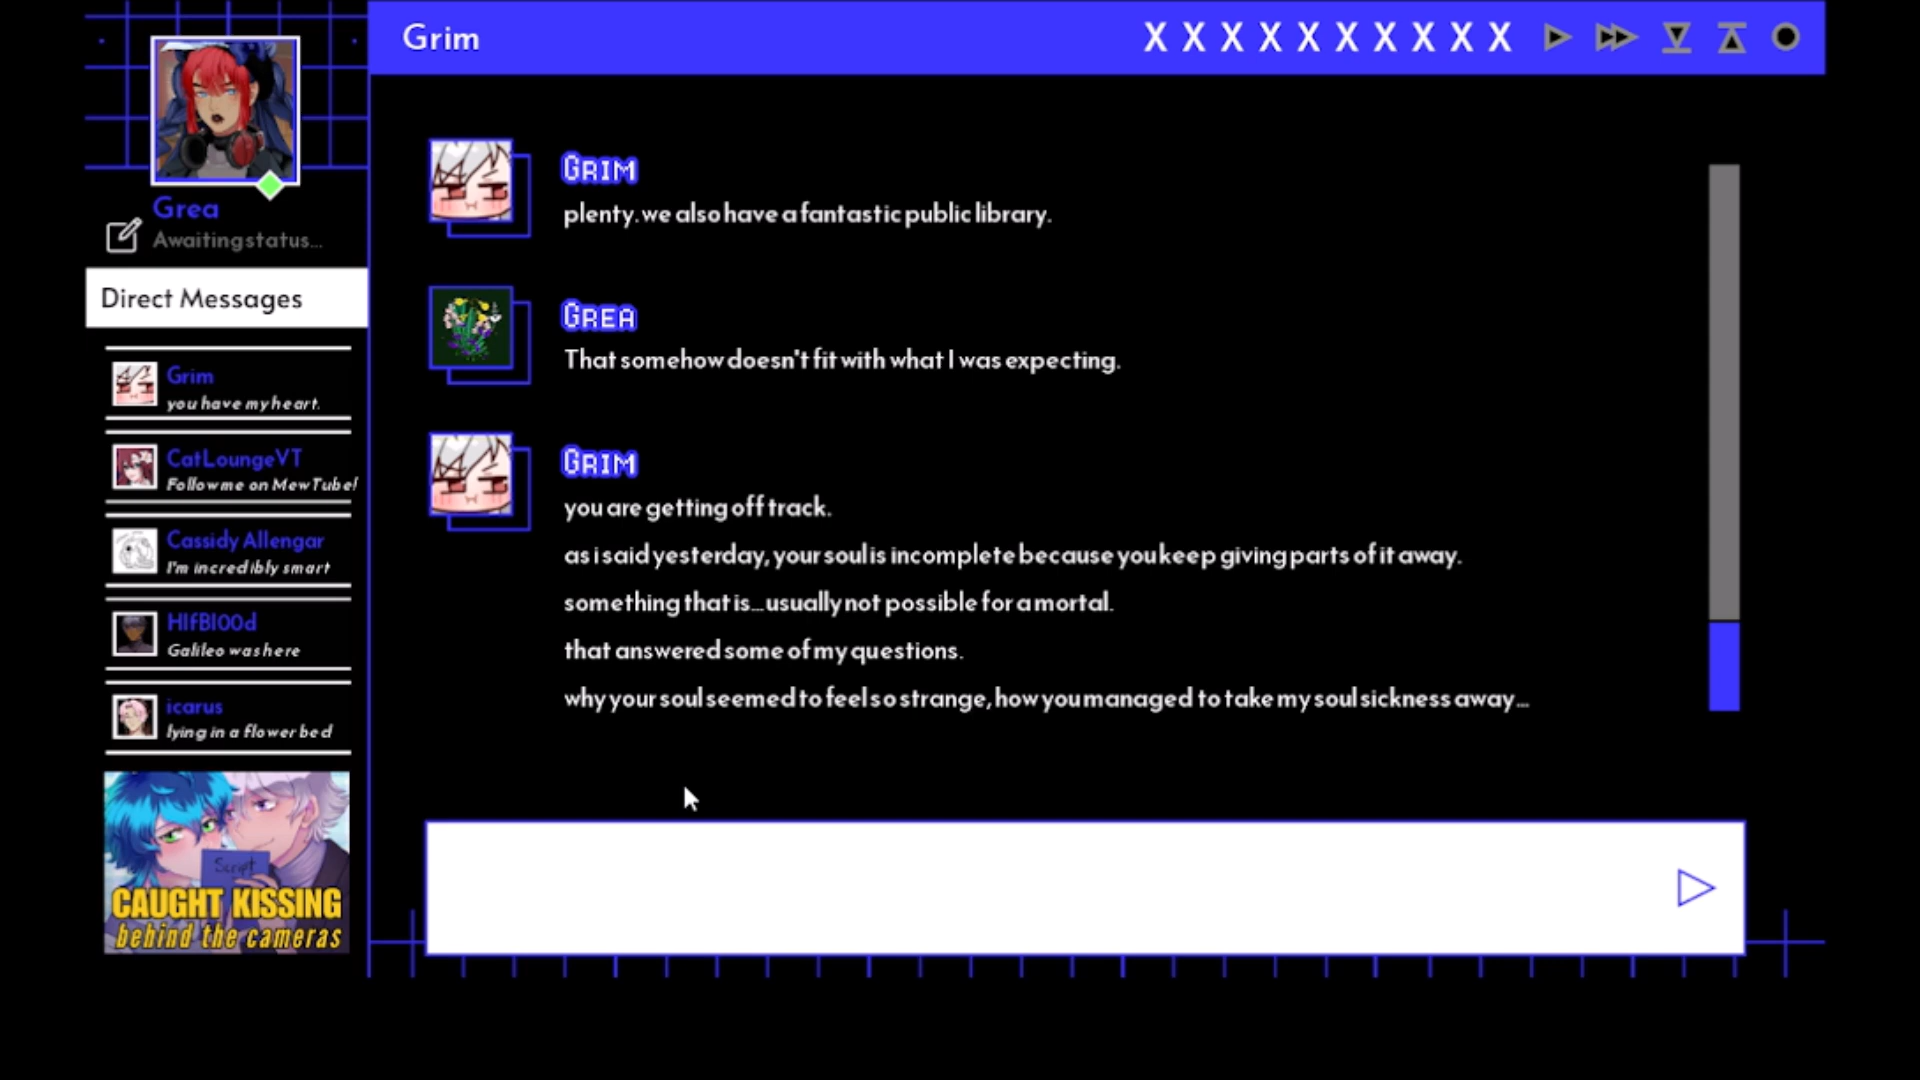 Grim
X X X X X X X X X X
Grea
Awaiting status...
Direct Messages
Grim
you have my heart.
CatLoungeVT
Follow me on MewTube!
Cassidy Allengar
I'm incredibly smart
HlfBl00d
Galileo was here
icarus
lying in a flower bed
Script
CAUGHT KISSING
behind the cameras
GRIM
plenty. we also have a fantastic public library.
GREA
That somehow doesn't fit with what I was expecting.
GRIM
you are getting off track.
as i said yesterday, your soul is incomplete because you keep giving parts of it away.
something that is... usually not possible for a mortal.
that answered some of my questions.
why your soul seemed to feel so strange, how you managed to take my soul sickness away...